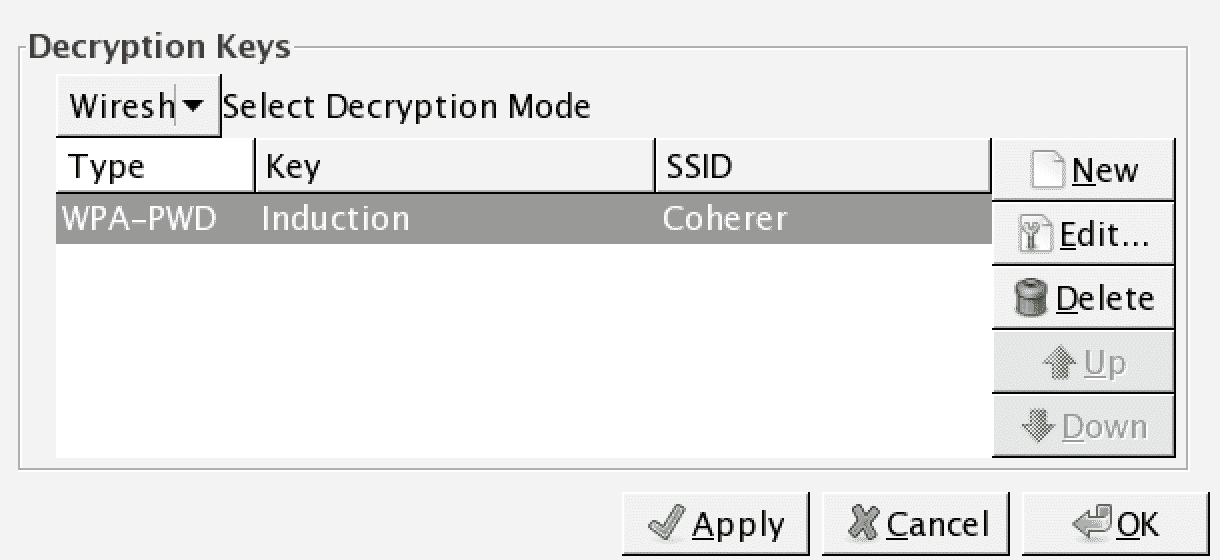 Decryption Keys
Wiresh Select Decryption Mode
Type Key SSID
WPA-PWD Induction Coherer
New
Edit...
Delete
Up
Down
Apply Cancel OK